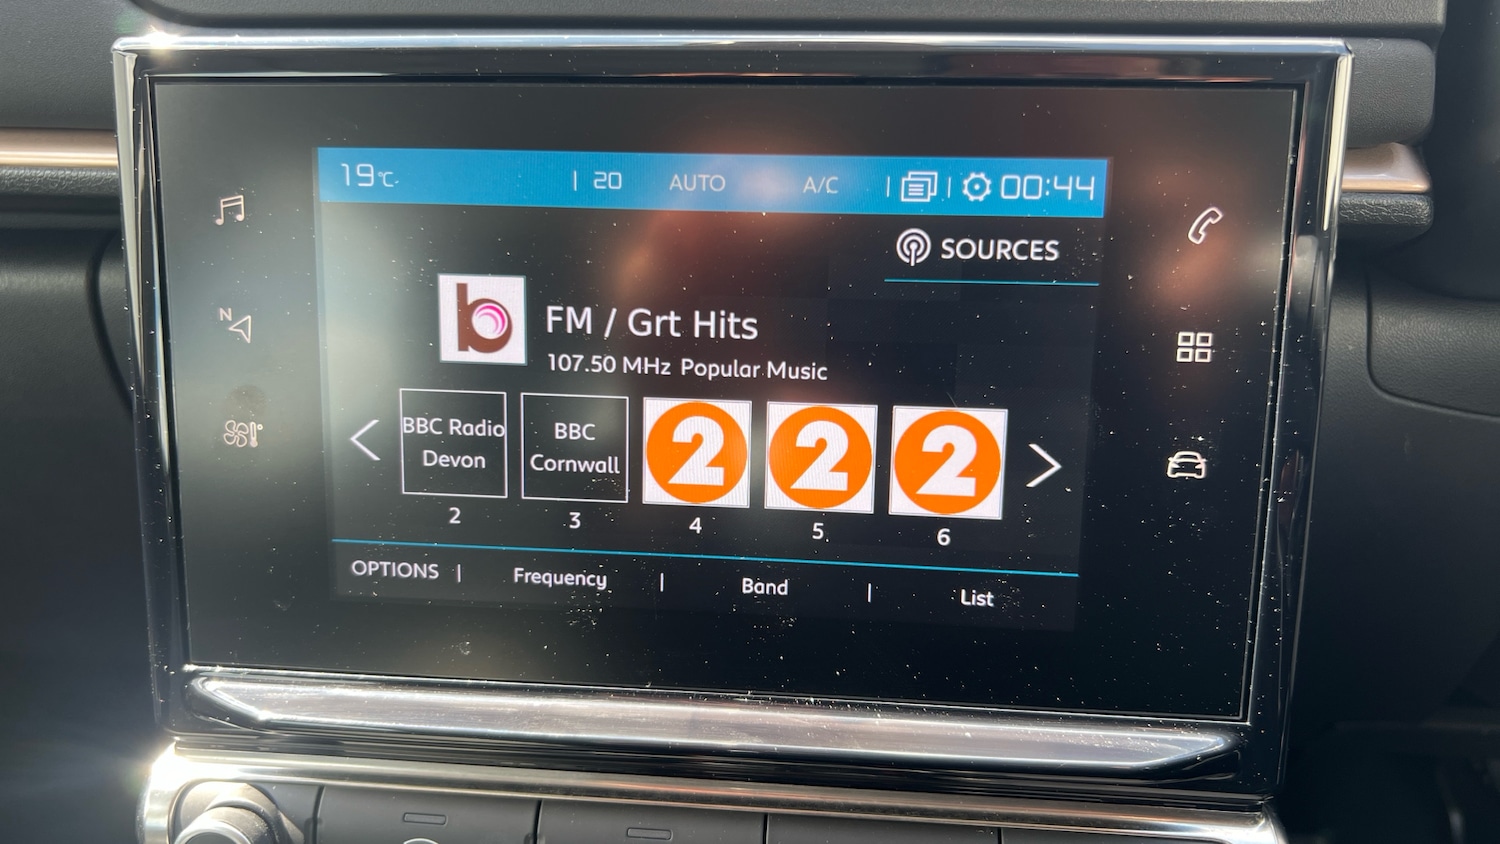 19°C
| 20 AUTO A/C | | 00:44
SOURCES
N
b
FM / Grt Hits
107.50 MHz Popular Music
BBC Radio
Devon
BBC
Cornwall
2
2
2
2
3
4
5
6
OPTIONS | Frequency | Band | List